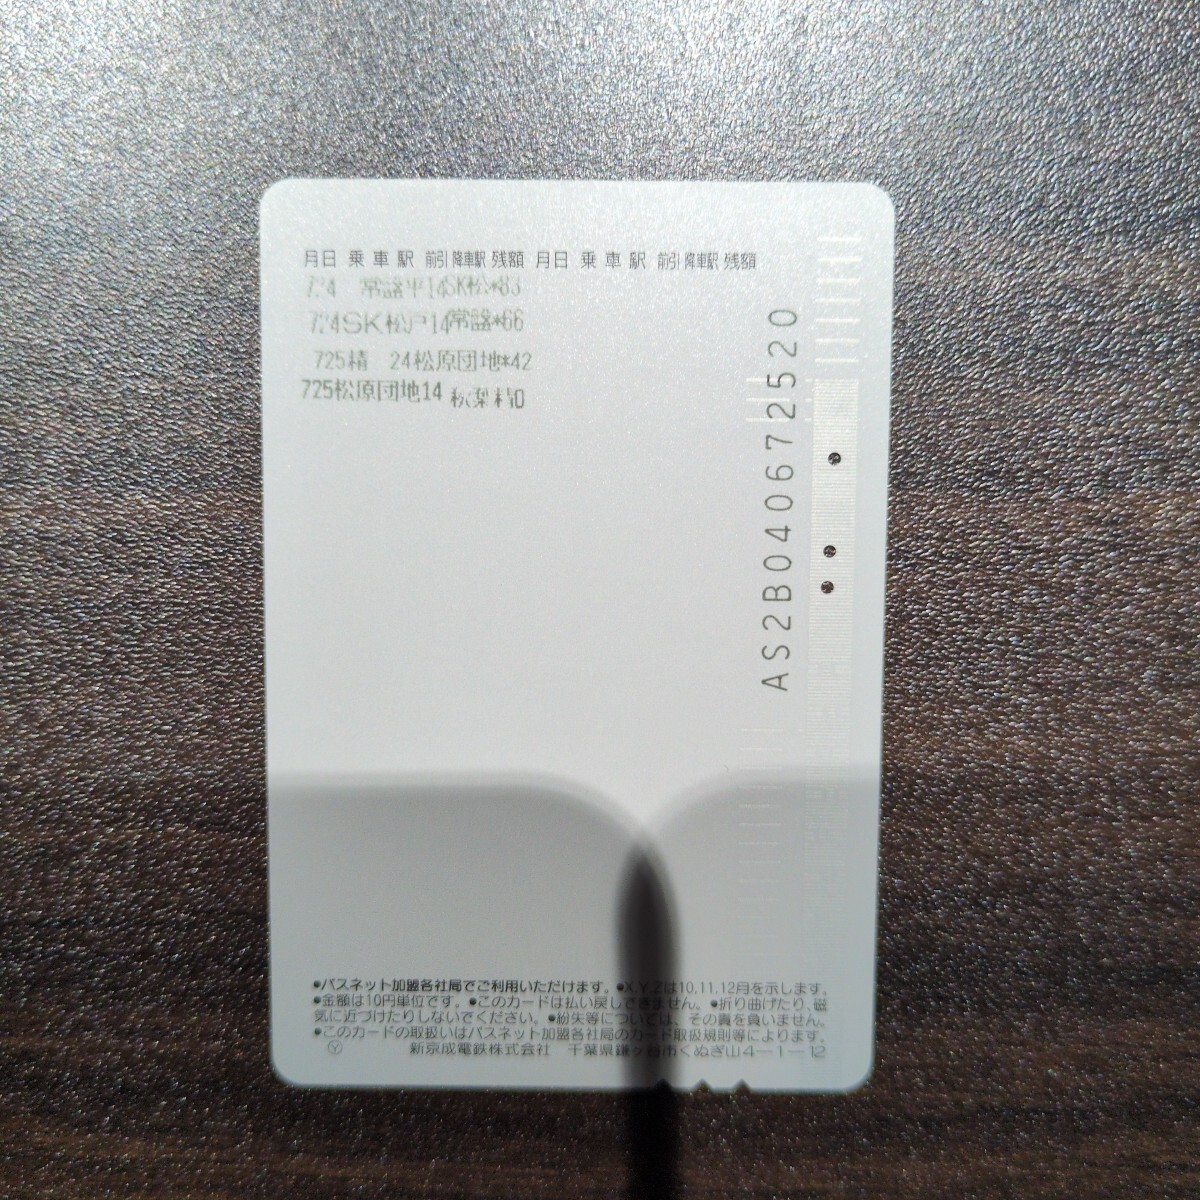 月日 乗車駅 前引 降車駅 残額 月日 乗車駅 前引 降車駅 残額
724 常盤平14SK松*83
724SK松戸14常盤*66
725精 24松原団地*42
725松原団地14 秋葉精0
AS2B04067 2520
●パスネット加盟各社局でご利用いただけます。●X,Y,Zは10,11,12月を示します。
●金額は10円単位です。●このカードは払い戻しできません。●折り曲げたり、磁
気に近づけたりしないでください。●紛失等については、その責を負いません。
●このカードの取扱いはパスネット加盟各社局のカード取扱規則等によります。
Ⓨ 新京成電鉄株式会社 千葉県鎌ヶ谷市くぬぎ山4-1-12